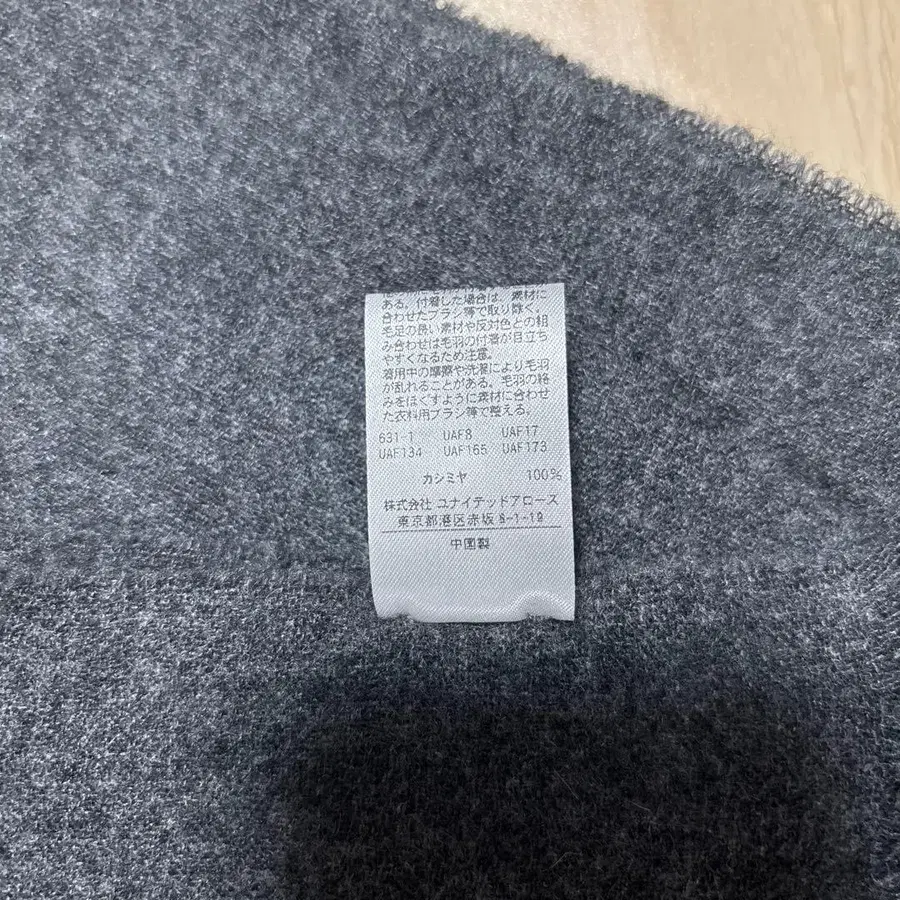 ある。付着した場合は、素材に
合わせたブラシ等で取り除く。
毛足の長い素材や反対色との組
み合わせは毛羽の付着が目立ち
やすくなるため注意。
着用中の摩擦や洗濯により毛羽
が乱れることがある。毛羽の絡
みをほぐすように素材に合わせ
た衣料用ブラシ等で整える。
631-1 UAF8 UAF17
UAF134 UAF165 UAF173
カシミヤ 100%
株式会社 ユナイテッドアローズ
東京都港区赤坂 8-1-19
中国製